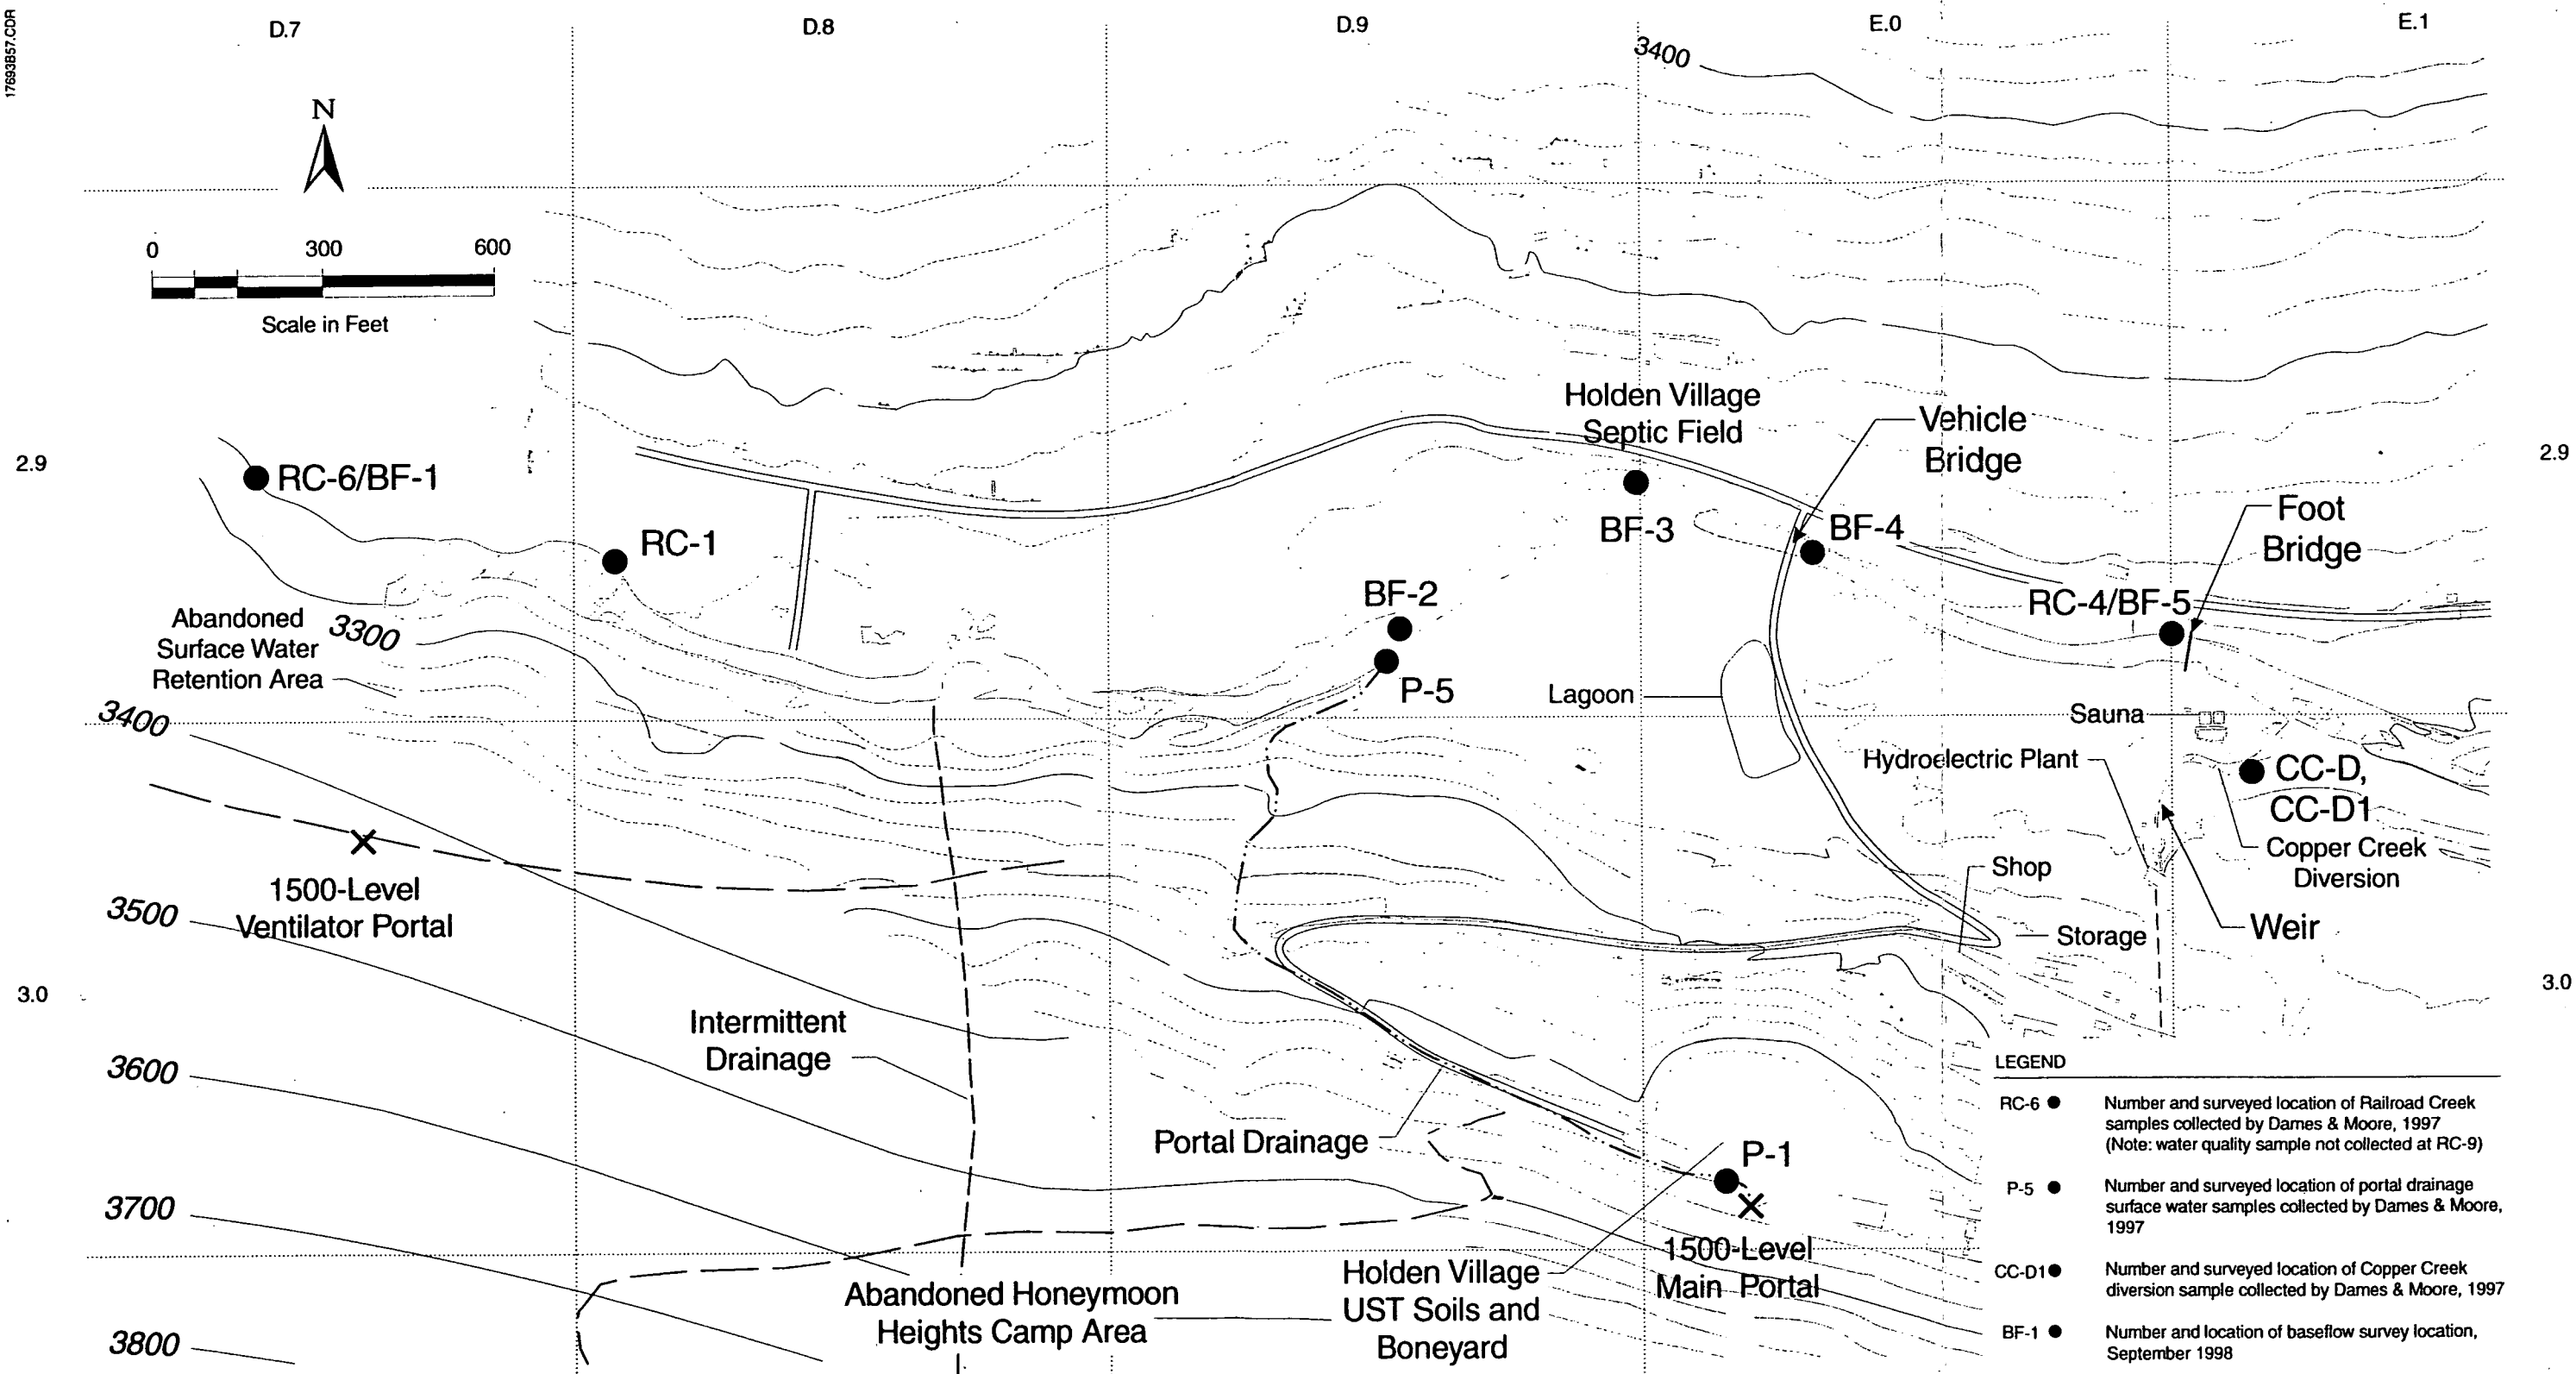 17693B57.CDR
D.7
D.8
D.9
E.0
E.1
3400
N
0 300 600
Scale in Feet
Holden Village
Septic Field
Vehicle
Bridge
2.9
2.9
RC-6/BF-1
BF-3
BF-4
Foot
Bridge
RC-1
BF-2
RC-4/BF-5
Abandoned
Surface Water
Retention Area
3300
P-5
Lagoon
Sauna
3400
Hydroelectric Plant
CC-D,
CC-D1
Copper Creek
Diversion
1500-Level
Ventilator Portal
Shop
3500
Weir
Storage
3.0
3.0
Intermittent
Drainage
3600
Portal Drainage
P-1
3700
1500-Level
Main Portal
Abandoned Honeymoon
Heights Camp Area
Holden Village
UST Soils and
Boneyard
3800
LEGEND
RC-6 Number and surveyed location of Railroad Creek
samples collected by Dames & Moore, 1997
(Note: water quality sample not collected at RC-9)
P-5 Number and surveyed location of portal drainage
surface water samples collected by Dames & Moore,
1997
CC-D1 Number and surveyed location of Copper Creek
diversion sample collected by Dames & Moore, 1997
BF-1 Number and location of baseflow survey location,
September 1998